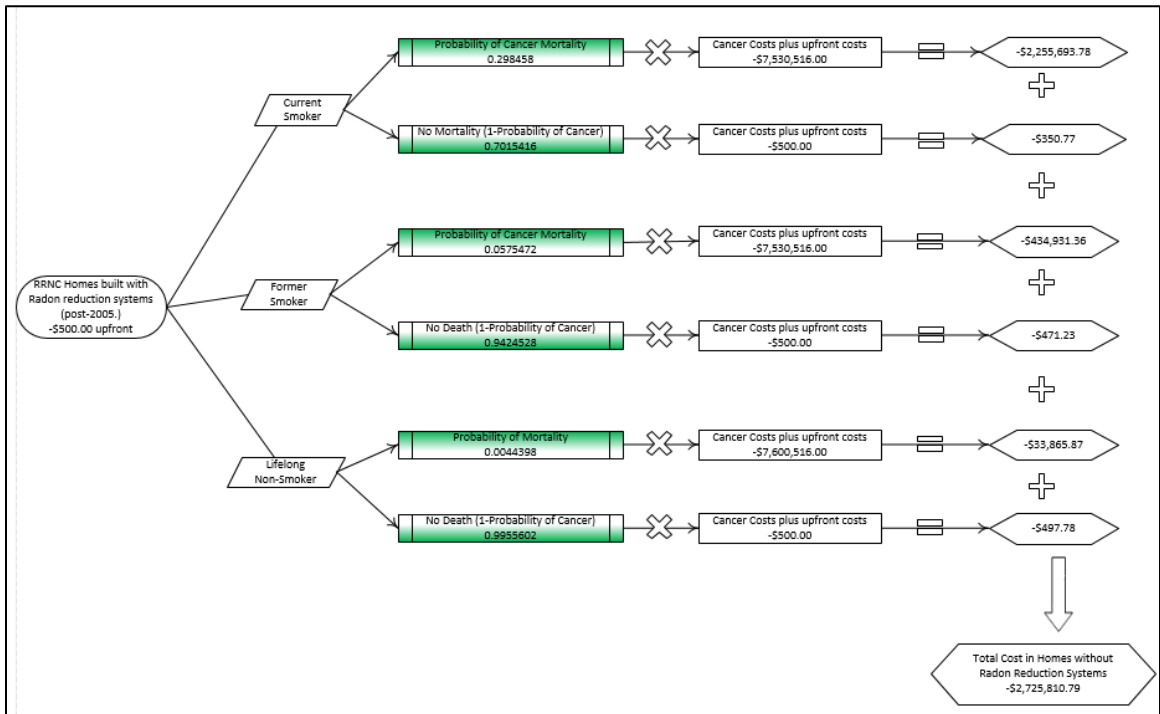 Probability of Cancer Mortality
0.298458
Cancer Costs plus upfront costs
-$7,530,516.00
-$2,255,693.78
Current
Smoker
No Mortality (1-Probability of Cancer)
0.7015416
Cancer Costs plus upfront costs
-$500.00
-$350.77
Probability of Cancer Mortality
0.0575472
Cancer Costs plus upfront costs
-$7,530,516.00
-$434,931.36
RRNC Homes built with
Radon reduction systems
(post-2005.)
-$500.00 upfront
Former
Smoker
No Death (1-Probability of Cancer)
0.9424528
Cancer Costs plus upfront costs
-$500.00
-$471.23
Probability of Mortality
0.0044398
Cancer Costs plus upfront costs
-$7,600,516.00
-$33,865.87
Lifelong
Non-Smoker
No Death (1-Probability of Cancer)
0.9955602
Cancer Costs plus upfront costs
-$500.00
-$497.78
Total Cost in Homes without
Radon Reduction Systems
-$2,725,810.79